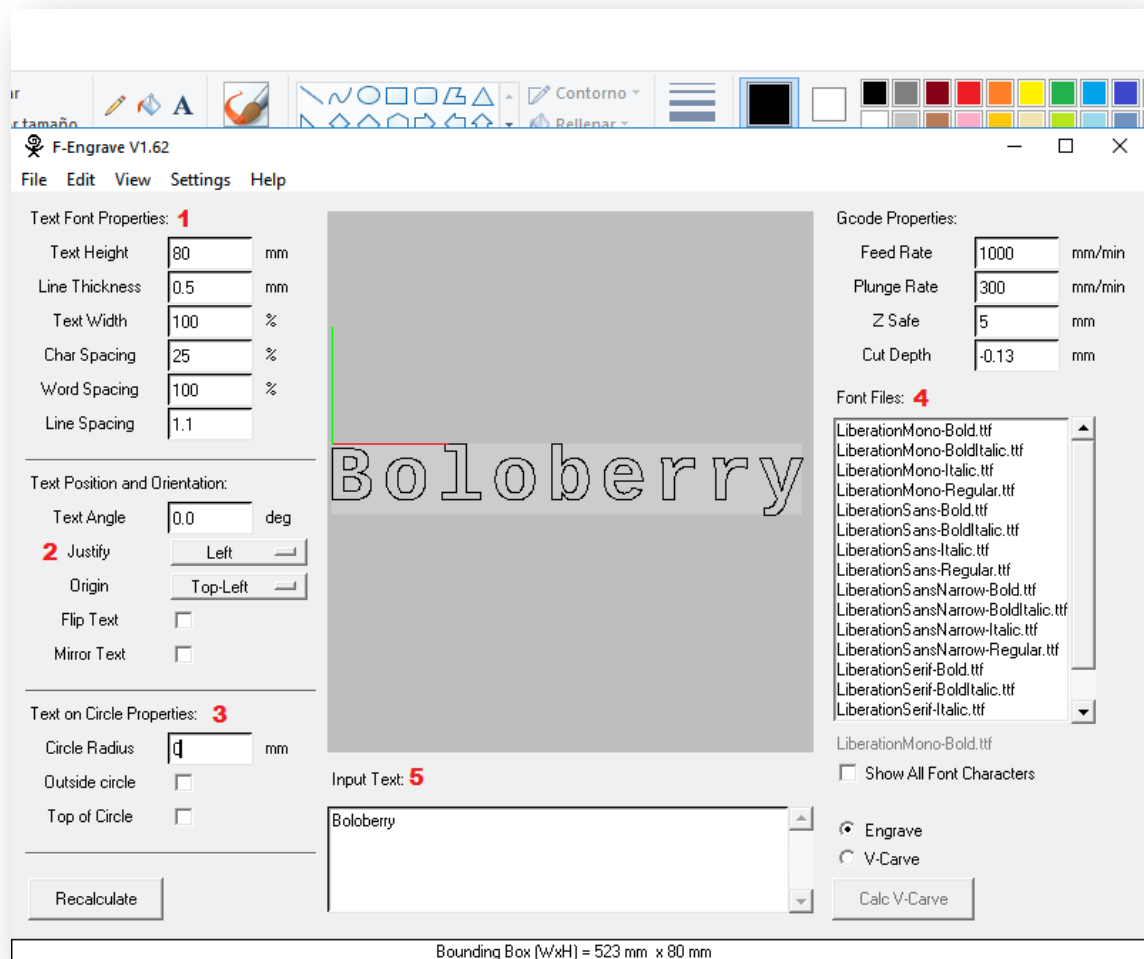 ar
A
Contorno
r tamaño
Rellenar
F-Engrave V1.62
File Edit View Settings Help
Text Font Properties: 1
Text Height 80 mm
Line Thickness 0.5 mm
Text Width 100 %
Char Spacing 25 %
Word Spacing 100 %
Line Spacing 1.1
Text Position and Orientation:
Text Angle 0.0 deg
2 Justify Left
Origin Top-Left
Flip Text
Mirror Text
Text on Circle Properties: 3
Circle Radius mm
Outside circle
Top of Circle
Recalculate
Boloberry
Input Text: 5
Boloberry
Gcode Properties:
Feed Rate 1000 mm/min
Plunge Rate 300 mm/min
Z Safe 5 mm
Cut Depth -0.13 mm
Font Files: 4
LiberationMono-Bold.ttf
LiberationMono-BoldItalic.ttf
LiberationMono-Italic.ttf
LiberationMono-Regular.ttf
LiberationSans-Bold.ttf
LiberationSans-BoldItalic.ttf
LiberationSans-Italic.ttf
LiberationSans-Regular.ttf
LiberationSansNarrow-Bold.ttf
LiberationSansNarrow-BoldItalic.ttf
LiberationSansNarrow-Italic.ttf
LiberationSansNarrow-Regular.ttf
LiberationSerif-Bold.ttf
LiberationSerif-BoldItalic.ttf
LiberationSerif-Italic.ttf
LiberationMono-Bold.ttf
Show All Font Characters
Engrave
V-Carve
Calc V-Carve
Bounding Box (WxH) = 523 mm x 80 mm